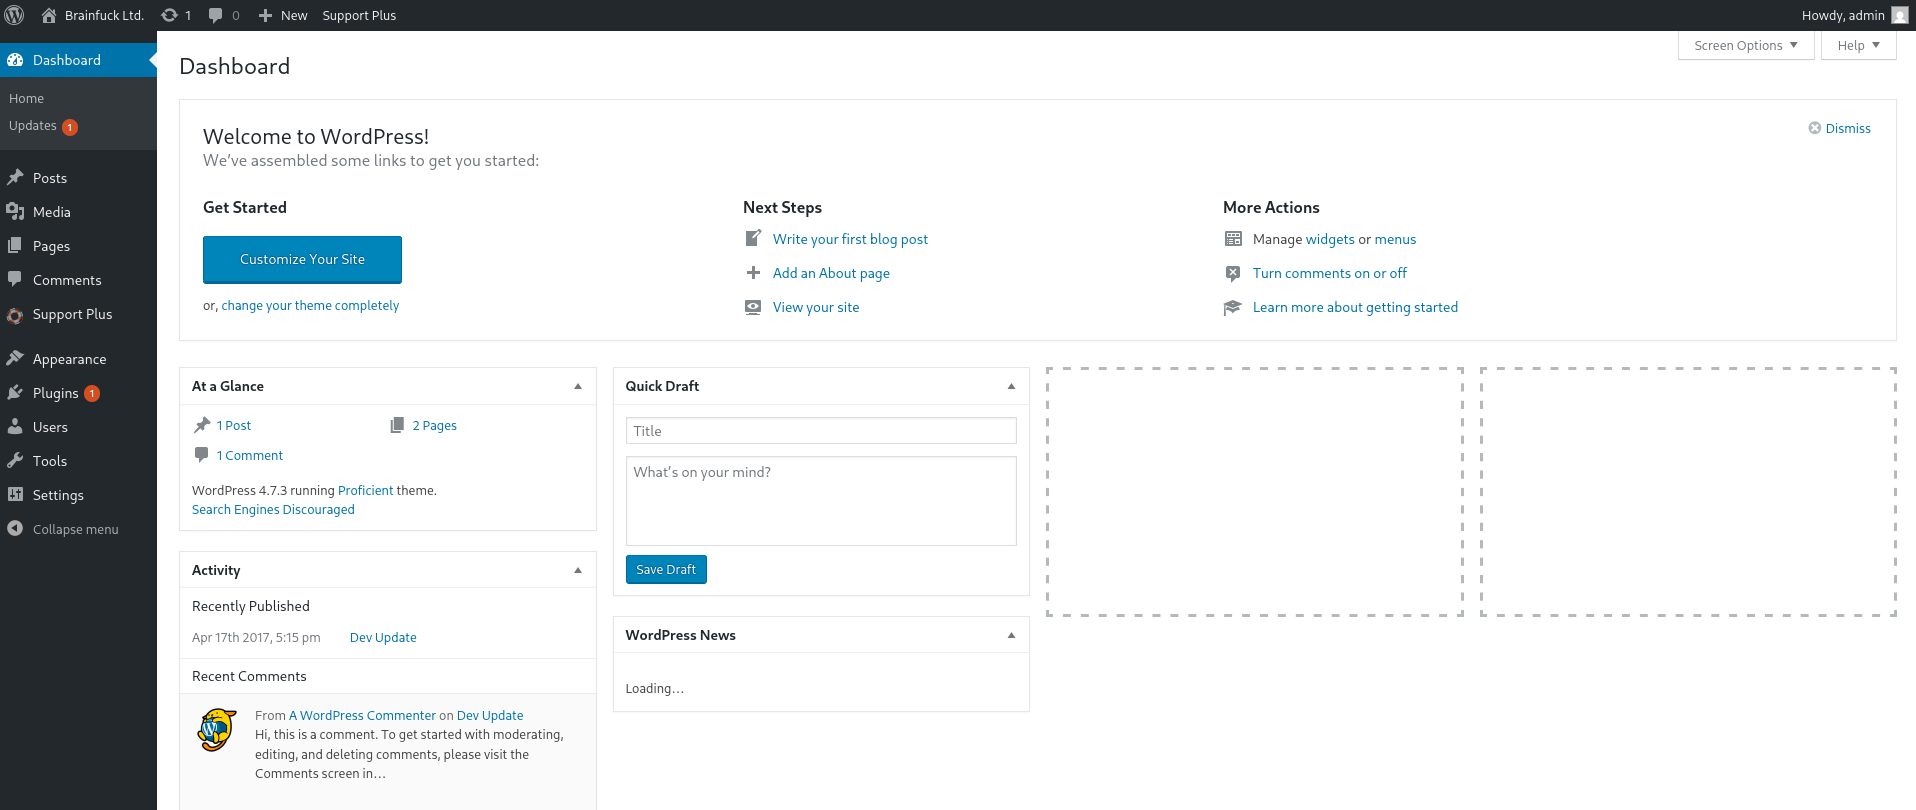 Brainfuck Ltd. 1 0 New Support Plus Howdy, admin
Dashboard
Home
Updates 1
Posts
Media
Pages
Comments
Support Plus
Appearance
Plugins 1
Users
Tools
Settings
Collapse menu
Screen Options Help
Dashboard
Welcome to WordPress!
We've assembled some links to get you started:
Dismiss
Get Started
Customize Your Site
or, change your theme completely
Next Steps
Write your first blog post
Add an About page
View your site
More Actions
Manage widgets or menus
Turn comments on or off
Learn more about getting started
At a Glance
1 Post 2 Pages
1 Comment
WordPress 4.7.3 running Proficient theme.
Search Engines Discouraged
Activity
Recently Published
Apr 17th 2017, 5:15 pm Dev Update
Recent Comments
From A WordPress Commenter on Dev Update
Hi, this is a comment. To get started with moderating,
editing, and deleting comments, please visit the
Comments screen in…
Quick Draft
Title
What's on your mind?
Save Draft
WordPress News
Loading…